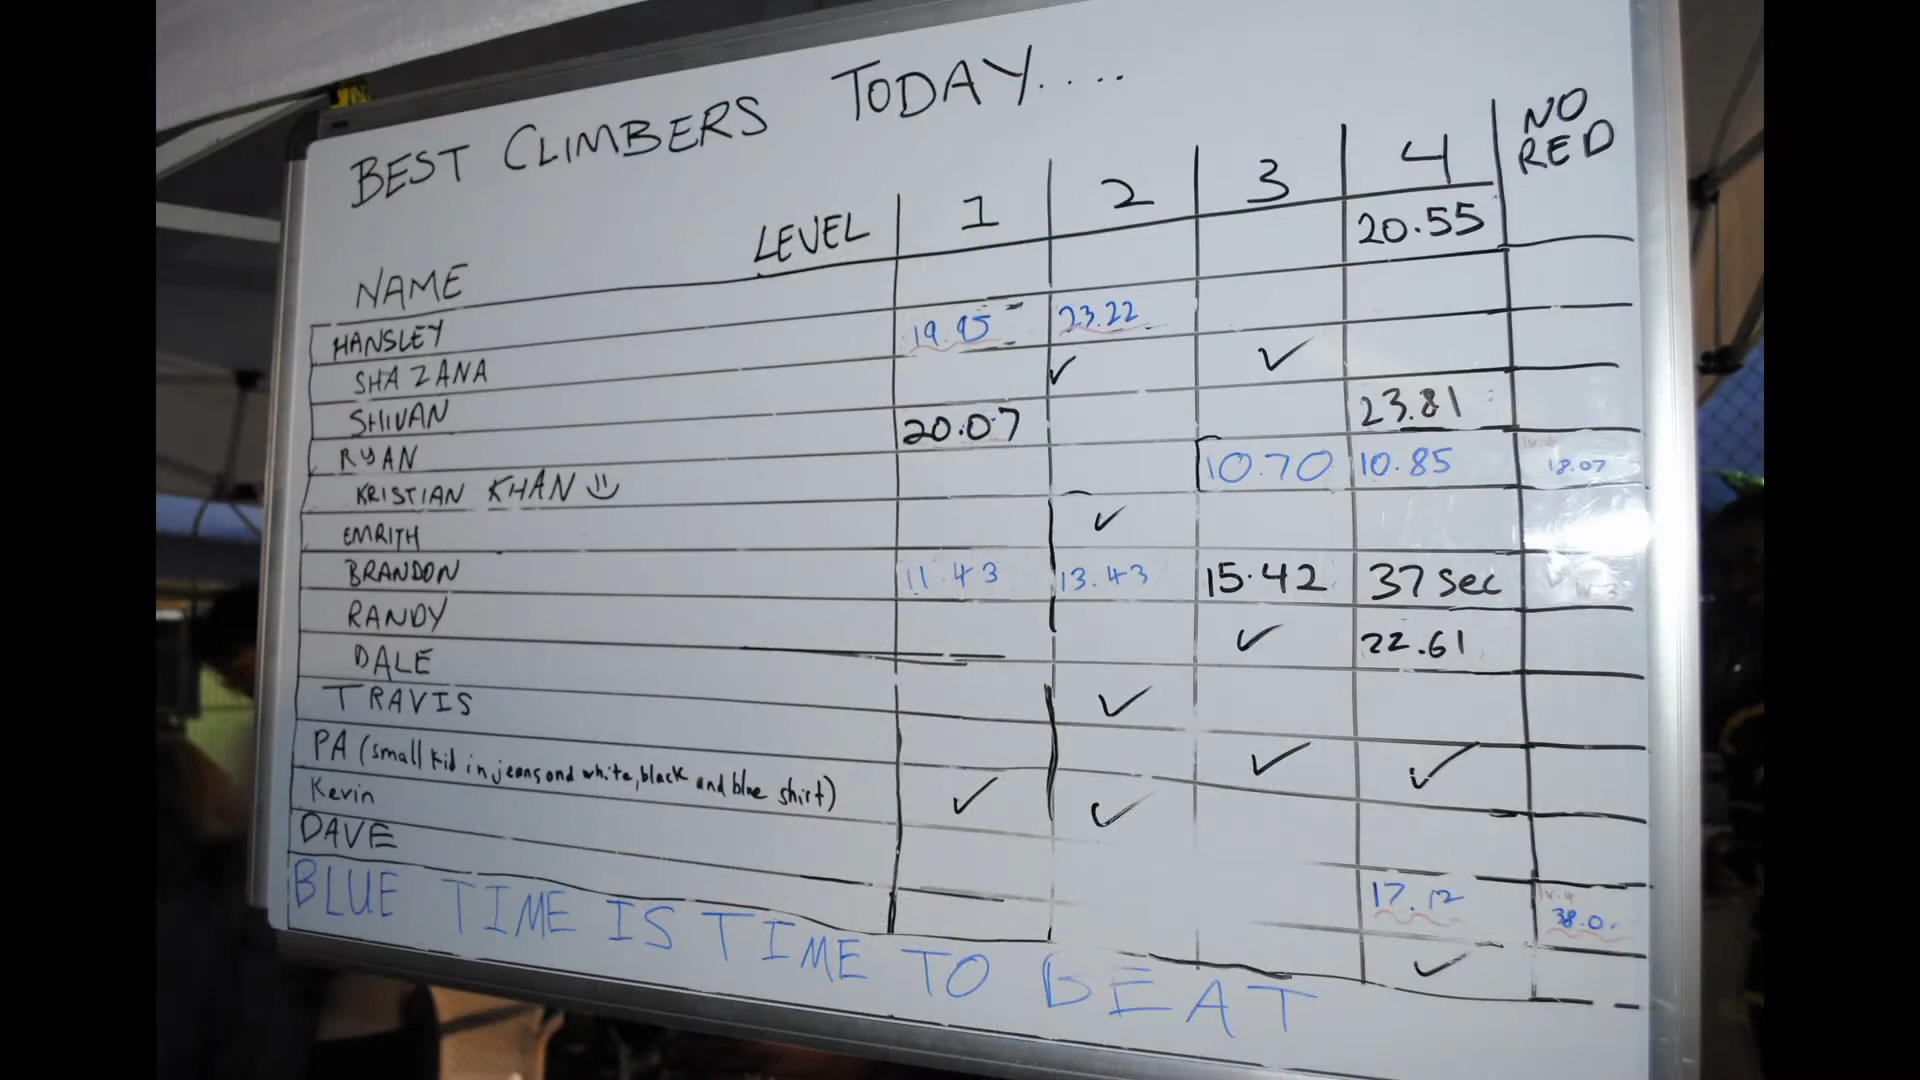 BEST CLIMBERS TODAY....
LEVEL 1 2 3 4 NO RED
NAME 20.55
HANSLEY 19.95 23.22
SHAZANA ✓ ✓
SHIVAN 20.07 23.81
RYAN 10.70 10.85 18.07
KRISTIAN KHAN
EMRITH ✓
BRANDON 11.43 13.43 15.42 37 sec
RANDY ✓ 22.61
DALE
TRAVIS ✓
PA (small kid in jeans and white, black and blue shirt) ✓ ✓
Kevin ✓ ✓
DAVE 17.12 38.0
✓
BLUE TIME IS TIME TO BEAT